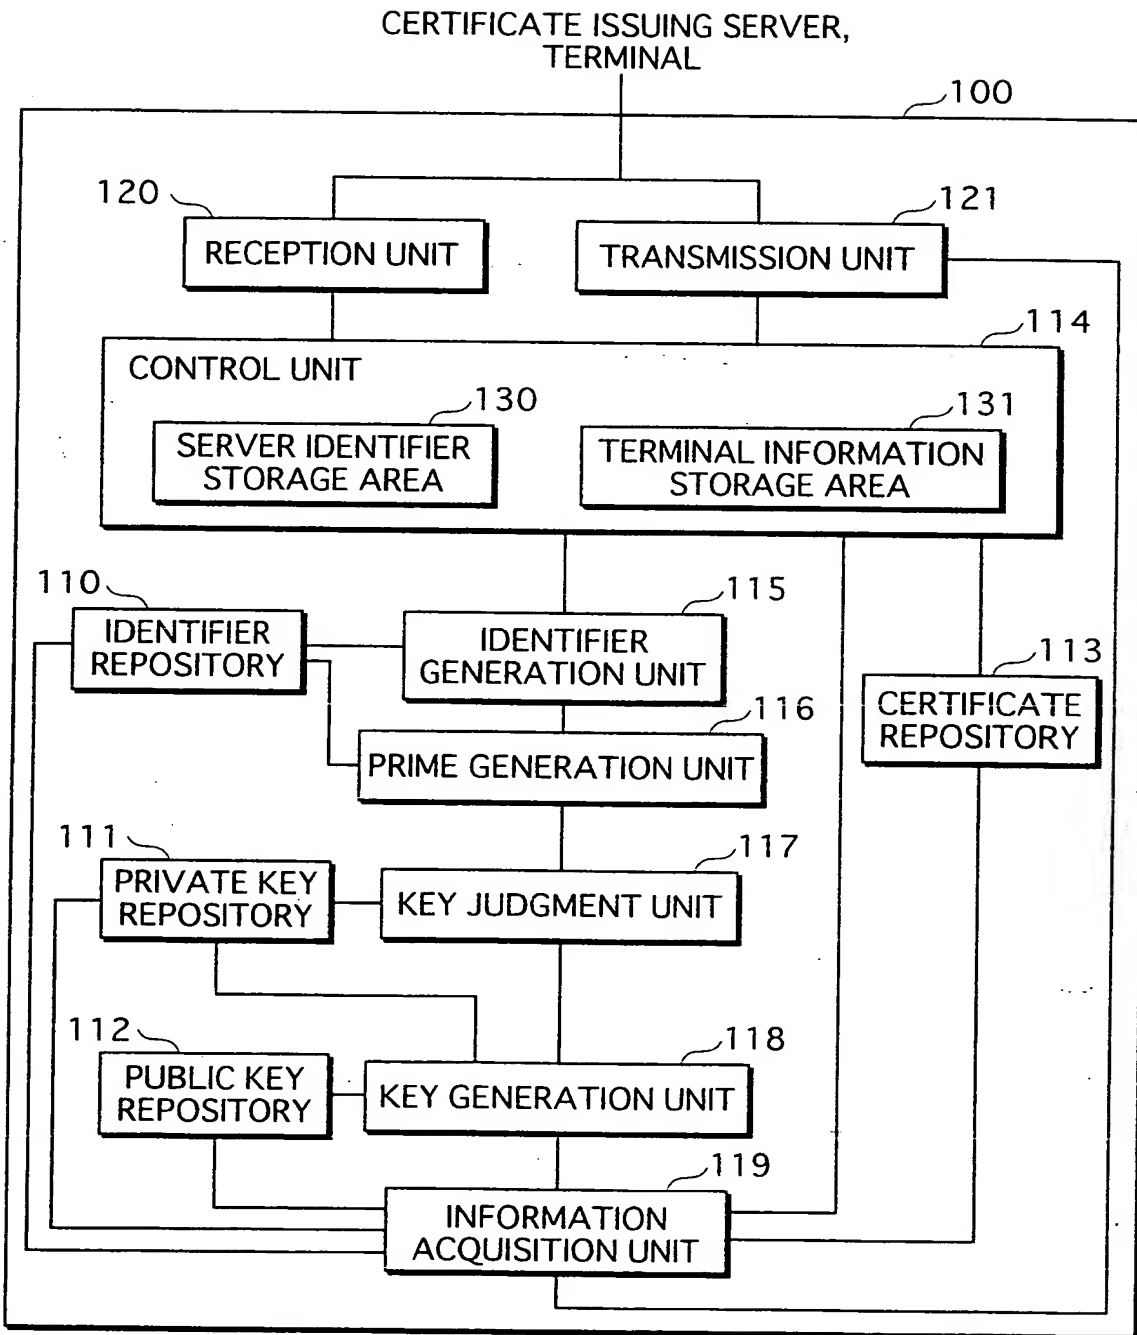 CERTIFICATE ISSUING SERVER,
TERMINAL
100
120
121
RECEPTION UNIT
TRANSMISSION UNIT
114
CONTROL UNIT
130
131
SERVER IDENTIFIER
STORAGE AREA
TERMINAL INFORMATION
STORAGE AREA
110
115
IDENTIFIER
REPOSITORY
IDENTIFIER
GENERATION UNIT
113
CERTIFICATE
REPOSITORY
116
PRIME GENERATION UNIT
111
117
PRIVATE KEY
REPOSITORY
KEY JUDGMENT UNIT
112
118
PUBLIC KEY
REPOSITORY
KEY GENERATION UNIT
119
INFORMATION
ACQUISITION UNIT